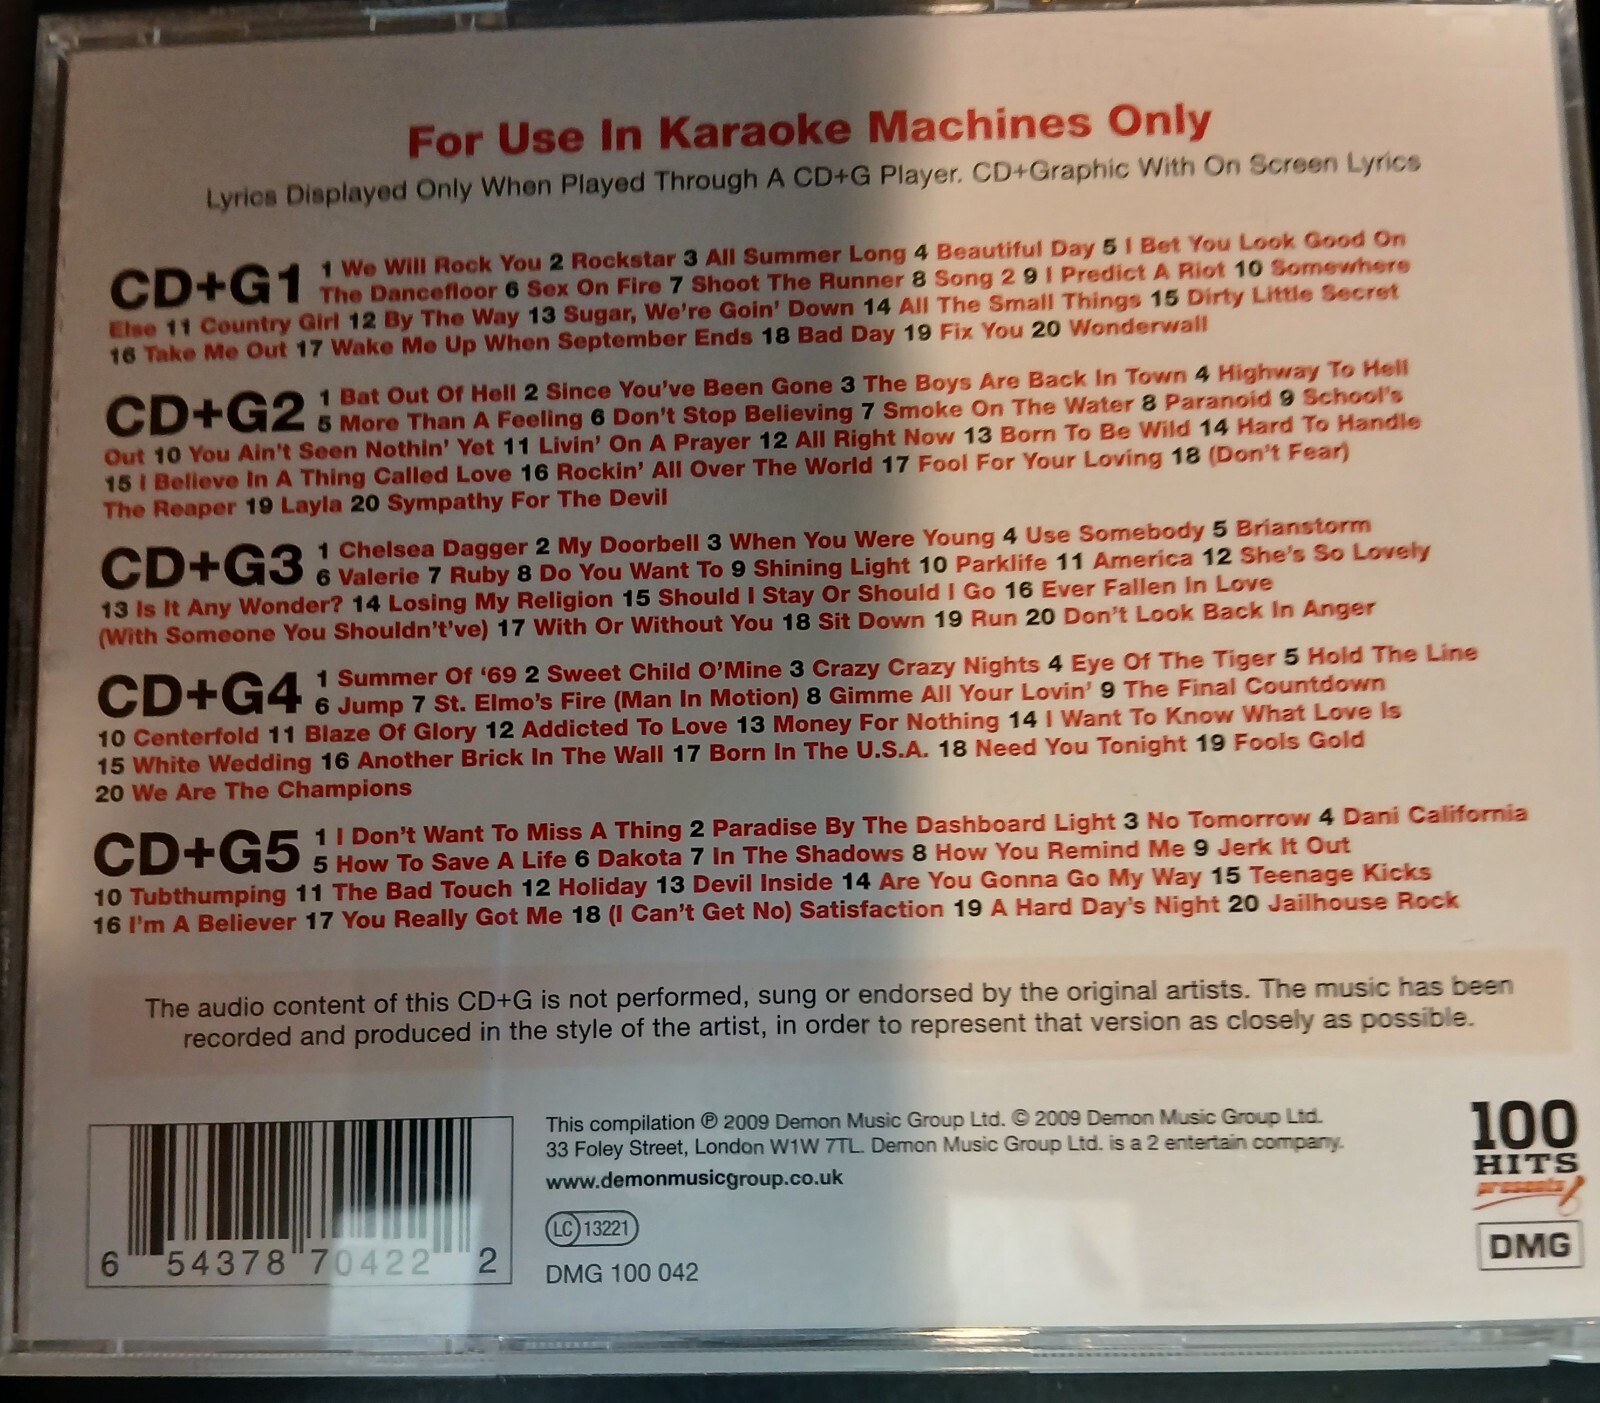 For Use In Karaoke Machines Only
Lyrics Displayed Only When Played Through A CD+G Player. CD+Graphic With On Screen Lyrics
CD+G1 1 We Will Rock You 2 Rockstar 3 All Summer Long 4 Beautiful Day 5 I Bet You Look Good On
The Dancefloor 6 Sex On Fire 7 Shoot The Runner 8 Song 2 9 I Predict A Riot 10 Somewhere
Else 11 Country Girl 12 By The Way 13 Sugar, We're Goin' Down 14 All The Small Things 15 Dirty Little Secret
16 Take Me Out 17 Wake Me Up When September Ends 18 Bad Day 19 Fix You 20 Wonderwall
CD+G2 1 Bat Out Of Hell 2 Since You've Been Gone 3 The Boys Are Back In Town 4 Highway To Hell
5 More Than A Feeling 6 Don't Stop Believing 7 Smoke On The Water 8 Paranoid 9 School's
Out 10 You Ain't Seen Nothin' Yet 11 Livin' On A Prayer 12 All Right Now 13 Born To Be Wild 14 Hard To Handle
15 I Believe In A Thing Called Love 16 Rockin' All Over The World 17 Fool For Your Loving 18 (Don't Fear)
The Reaper 19 Layla 20 Sympathy For The Devil
CD+G3 1 Chelsea Dagger 2 My Doorbell 3 When You Were Young 4 Use Somebody 5 Brianstorm
6 Valerie 7 Ruby 8 Do You Want To 9 Shining Light 10 Parklife 11 America 12 She's So Lovely
13 Is It Any Wonder? 14 Losing My Religion 15 Should I Stay Or Should I Go 16 Ever Fallen In Love
(With Someone You Shouldn't've) 17 With Or Without You 18 Sit Down 19 Run 20 Don't Look Back In Anger
CD+G4 1 Summer Of '69 2 Sweet Child O'Mine 3 Crazy Crazy Nights 4 Eye Of The Tiger 5 Hold The Line
6 Jump 7 St. Elmo's Fire (Man In Motion) 8 Gimme All Your Lovin' 9 The Final Countdown
10 Centerfold 11 Blaze Of Glory 12 Addicted To Love 13 Money For Nothing 14 I Want To Know What Love Is
15 White Wedding 16 Another Brick In The Wall 17 Born In The U.S.A. 18 Need You Tonight 19 Fools Gold
20 We Are The Champions
CD+G5 1 I Don't Want To Miss A Thing 2 Paradise By The Dashboard Light 3 No Tomorrow 4 Dani California
5 How To Save A Life 6 Dakota 7 In The Shadows 8 How You Remind Me 9 Jerk It Out
10 Tubthumping 11 The Bad Touch 12 Holiday 13 Devil Inside 14 Are You Gonna Go My Way 15 Teenage Kicks
16 I'm A Believer 17 You Really Got Me 18 (I Can't Get No) Satisfaction 19 A Hard Day's Night 20 Jailhouse Rock
The audio content of this CD+G is not performed, sung or endorsed by the original artists. The music has been
recorded and produced in the style of the artist, in order to represent that version as closely as possible.
This compilation ℗ 2009 Demon Music Group Ltd. © 2009 Demon Music Group Ltd.
33 Foley Street, London W1W 7TL. Demon Music Group Ltd. is a 2 entertain company.
www.demonmusicgroup.co.uk
LC 13221
DMG 100 042
6 54378 70422 2
100
HITS
presents
DMG